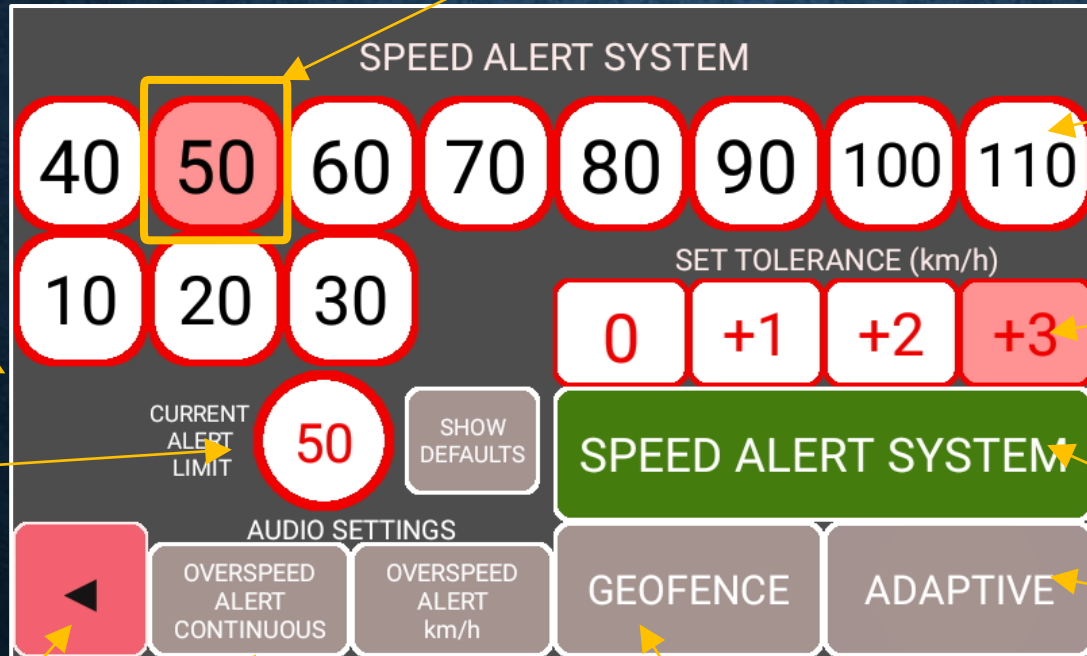 SPEED ALERT SYSTEM
40 50 60 70 80 90 100 110
10 20 30
SET TOLERANCE (km/h)
0 +1 +2 +3
CURRENT
ALERT
LIMIT
50
SHOW
DEFAULTS
SPEED ALERT SYSTEM
AUDIO SETTINGS
OVERSPEED
ALERT
CONTINUOUS
OVERSPEED
ALERT
km/h
GEOFENCE
ADAPTIVE